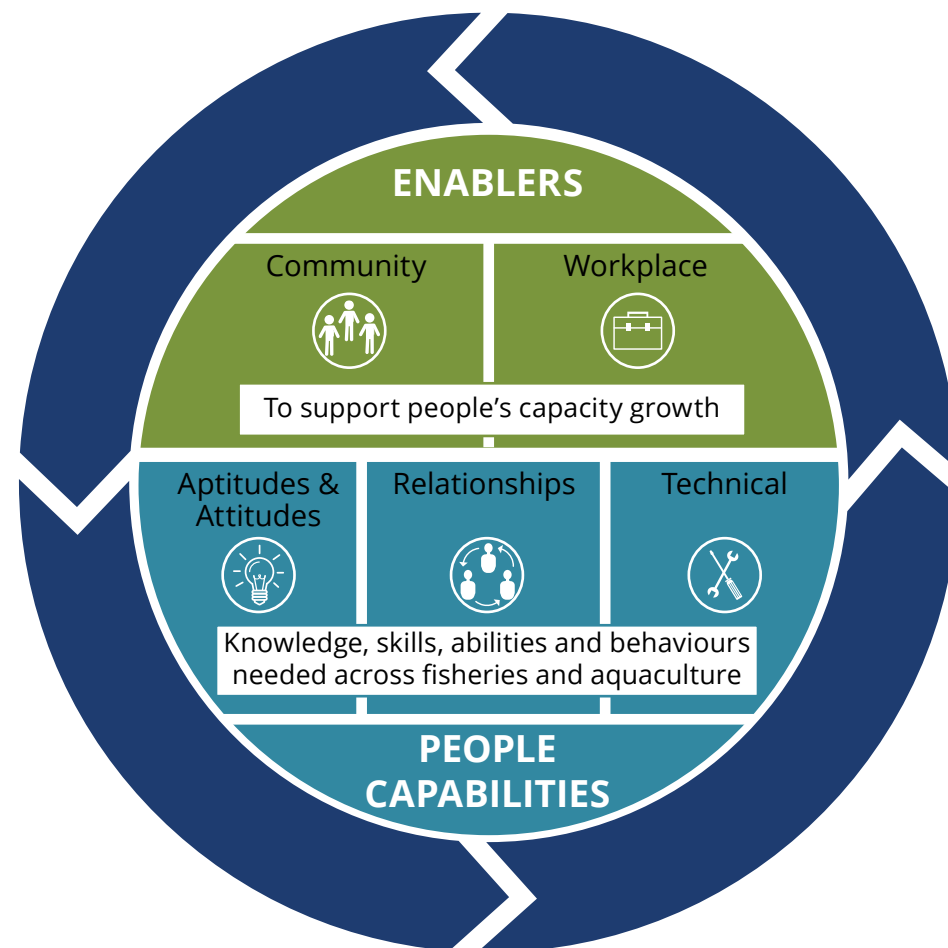 ENABLERS
Community
Workplace
To support people’s capacity growth
Aptitudes &
Attitudes
Relationships
Technical
Knowledge, skills, abilities and behaviours
needed across fisheries and aquaculture
PEOPLE
CAPABILITIES